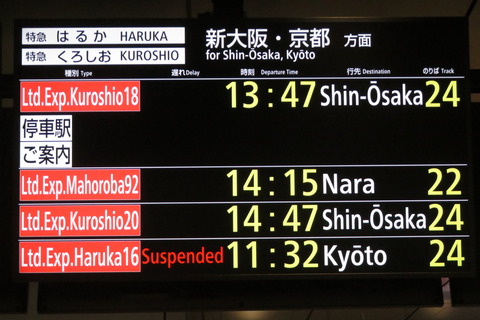 特急 はるか HARUKA
特急 くろしお KUROSHIO
新大阪・京都 方面
for Shin-Ōsaka, Kyōto
種別 Type 遅れ Delay 時刻 Departure Time 行先 Destination のりば Track
Ltd.Exp.Kuroshio18 13:47 Shin-Ōsaka 24
停車駅
ご案内
Ltd.Exp.Mahoroba92 14:15 Nara 22
Ltd.Exp.Kuroshio20 14:47 Shin-Ōsaka 24
Ltd.Exp.Haruka16 Suspended 11:32 Kyōto 24